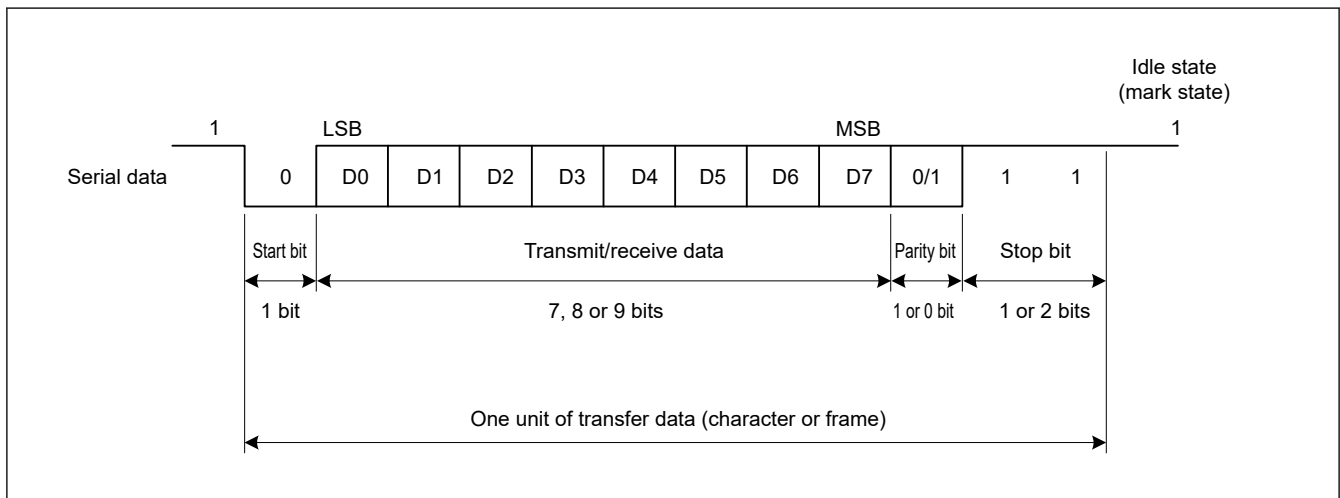 Idle state
(mark state)
1 LSB MSB 1
Serial data 0 D0 D1 D2 D3 D4 D5 D6 D7 0/1 1 1
Start bit Transmit/receive data Parity bit Stop bit
1 bit 7, 8 or 9 bits 1 or 0 bit 1 or 2 bits
One unit of transfer data (character or frame)